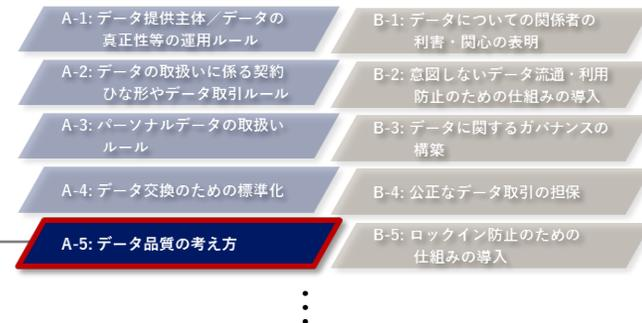 A-1: データ提供主体／データの
真正性等の運用ルール
A-2: データの取扱いに係る契約
ひな形やデータ取引ルール
A-3: パーソナルデータの取扱い
ルール
A-4: データ交換のための標準化
A-5: データ品質の考え方
B-1: データについての関係者の
利害・関心の表明
B-2: 意図しないデータ流通・利用
防止のための仕組みの導入
B-3: データに関するガバナンスの
構築
B-4: 公正なデータ取引の担保
B-5: ロックイン防止のための
仕組みの導入